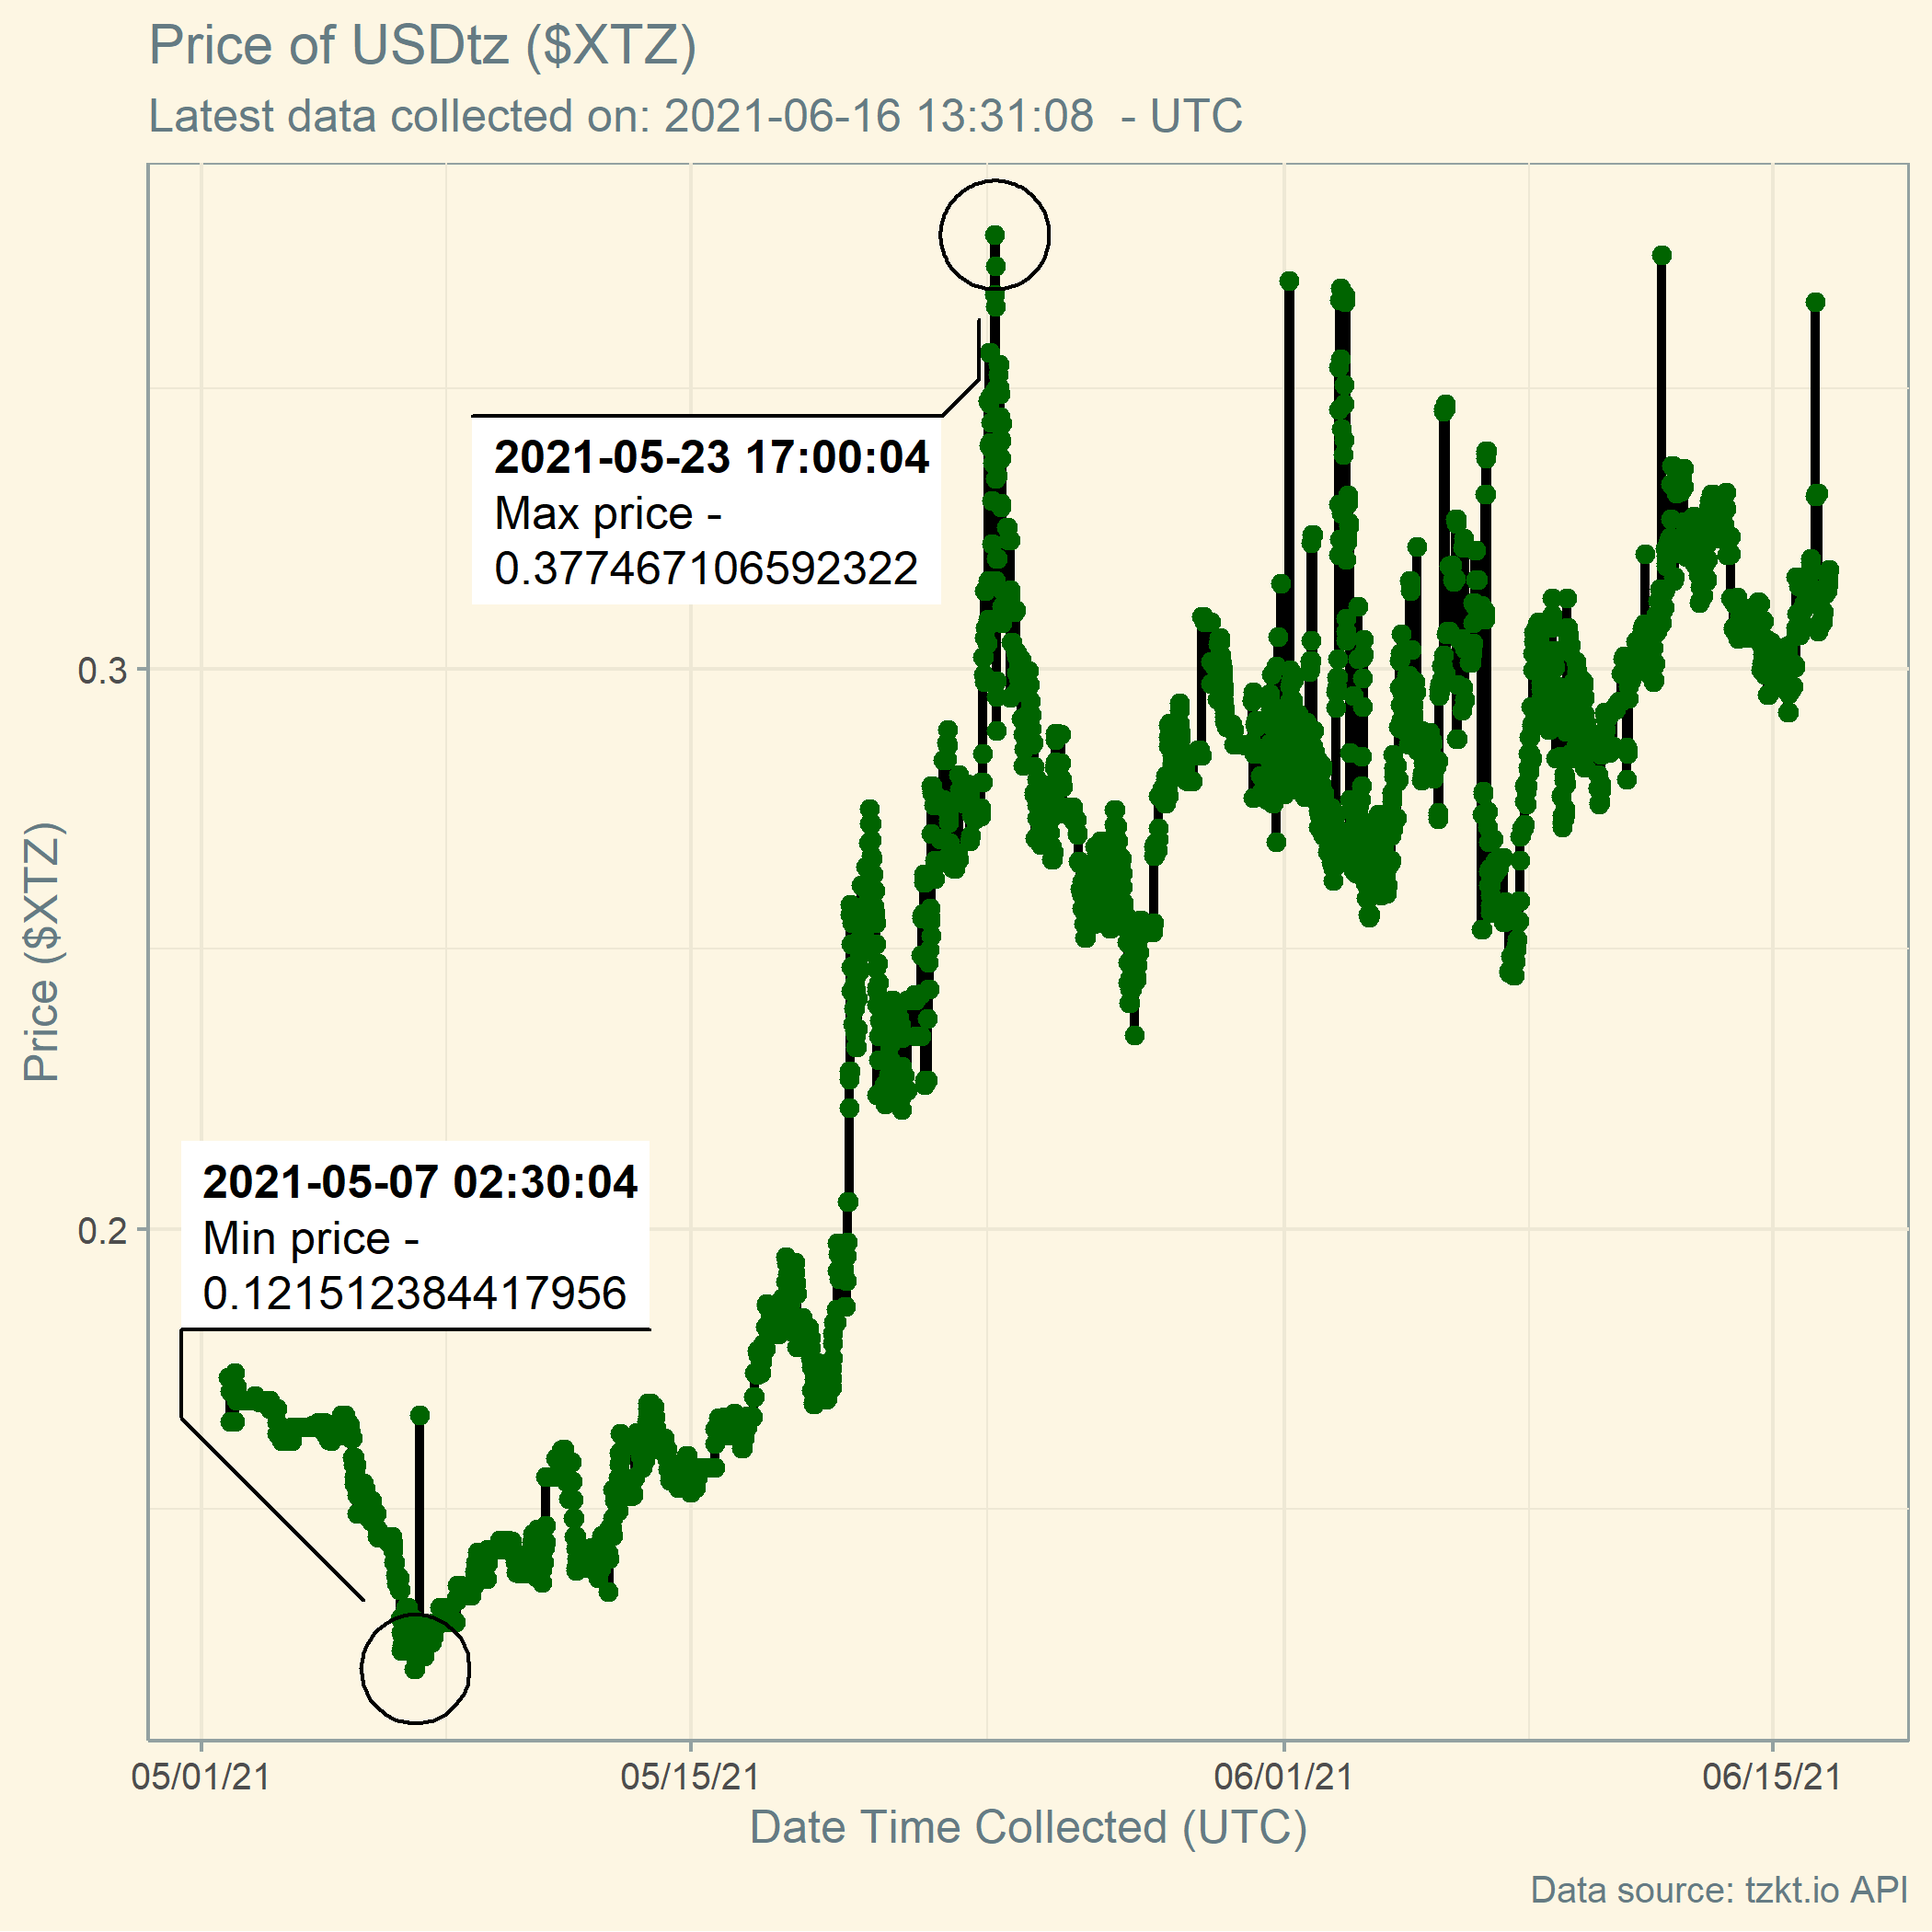 Price of USDtz ($XTZ)
Latest data collected on: 2021-06-16 13:31:08  - UTC
2021-05-23 17:00:04
Max price -
0.377467106592322
0.3
Price ($XTZ)
0.2
2021-05-07 02:30:04
Min price -
0.121512384417956
05/01/21
05/15/21
06/01/21
06/15/21
Date Time Collected (UTC)
Data source: tzkt.io API